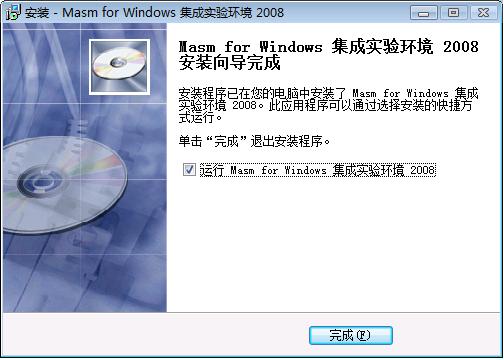 安装 - Masm for Windows 集成实验环境 2008
Masm for Windows 集成实验环境 2008
安装向导完成
安装程序已在您的电脑中安装了 Masm for Windows 集成
实验环境 2008。此应用程序可以通过选择安装的快捷方
式运行。
单击“完成”退出安装程序。
运行 Masm for Windows 集成实验环境 2008
完成(F)